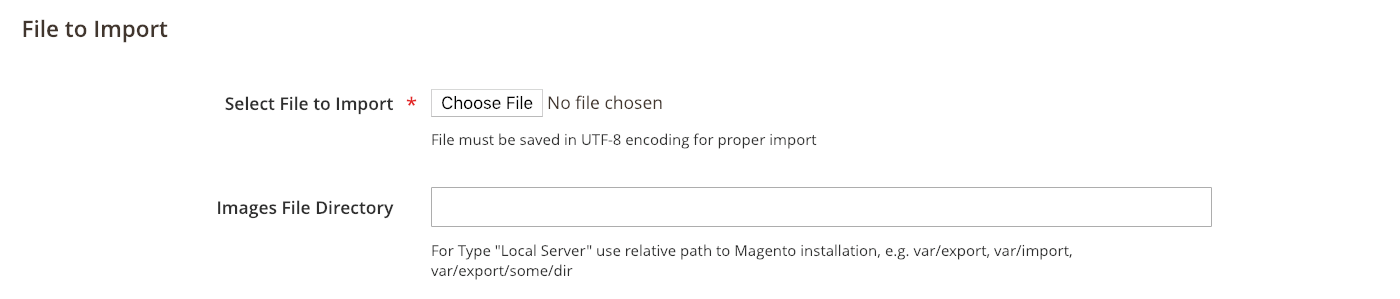 File to Import
Select File to Import * Choose File No file chosen
File must be saved in UTF-8 encoding for proper import
Images File Directory
For Type "Local Server" use relative path to Magento installation, e.g. var/export, var/import,
var/export/some/dir